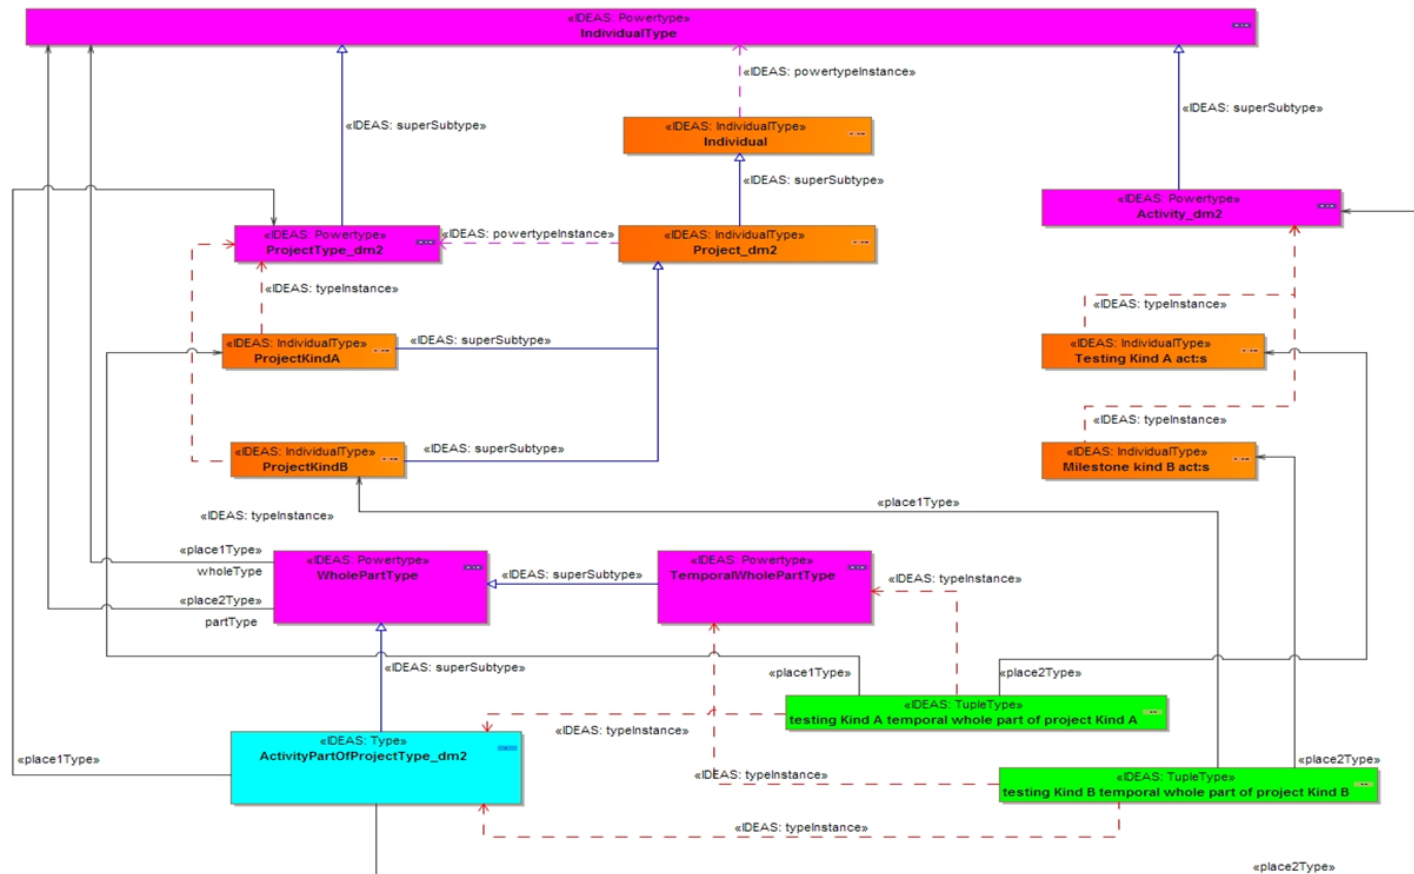 «IDEAS: Powertype»
IndividualType
«IDEAS: powertypeInstance»
«IDEAS: superSubtype»
«IDEAS: superSubtype»
«IDEAS: IndividualType»
Individual
«IDEAS: superSubtype»
«IDEAS: Powertype»
Activity_dm2
«IDEAS: Powertype»
ProjectType_dm2
«IDEAS: powertypeInstance»
«IDEAS: IndividualType»
Project_dm2
«IDEAS: typeInstance»
«IDEAS: typeInstance»
«IDEAS: IndividualType»
ProjectKindA
«IDEAS: superSubtype»
«IDEAS: IndividualType»
Testing Kind A act:s
«IDEAS: typeInstance»
«IDEAS: IndividualType»
ProjectKindB
«IDEAS: superSubtype»
«IDEAS: IndividualType»
Milestone kind B act:s
«place1Type»
«IDEAS: typeInstance»
«place1Type»
wholeType
«IDEAS: Powertype»
WholePartType
«IDEAS: superSubtype»
«IDEAS: Powertype»
TemporalWholePartType
«IDEAS: typeInstance»
«place2Type»
partType
«IDEAS: superSubtype»
«place1Type»
«place2Type»
«IDEAS: TupleType»
testing Kind A temporal whole part of project Kind A
«IDEAS: typeInstance»
«IDEAS: Type»
ActivityPartOfProjectType_dm2
«place1Type»
«place2Type»
«IDEAS: typeInstance»
«IDEAS: TupleType»
testing Kind B temporal whole part of project Kind B
«IDEAS: typeInstance»
«place2Type»